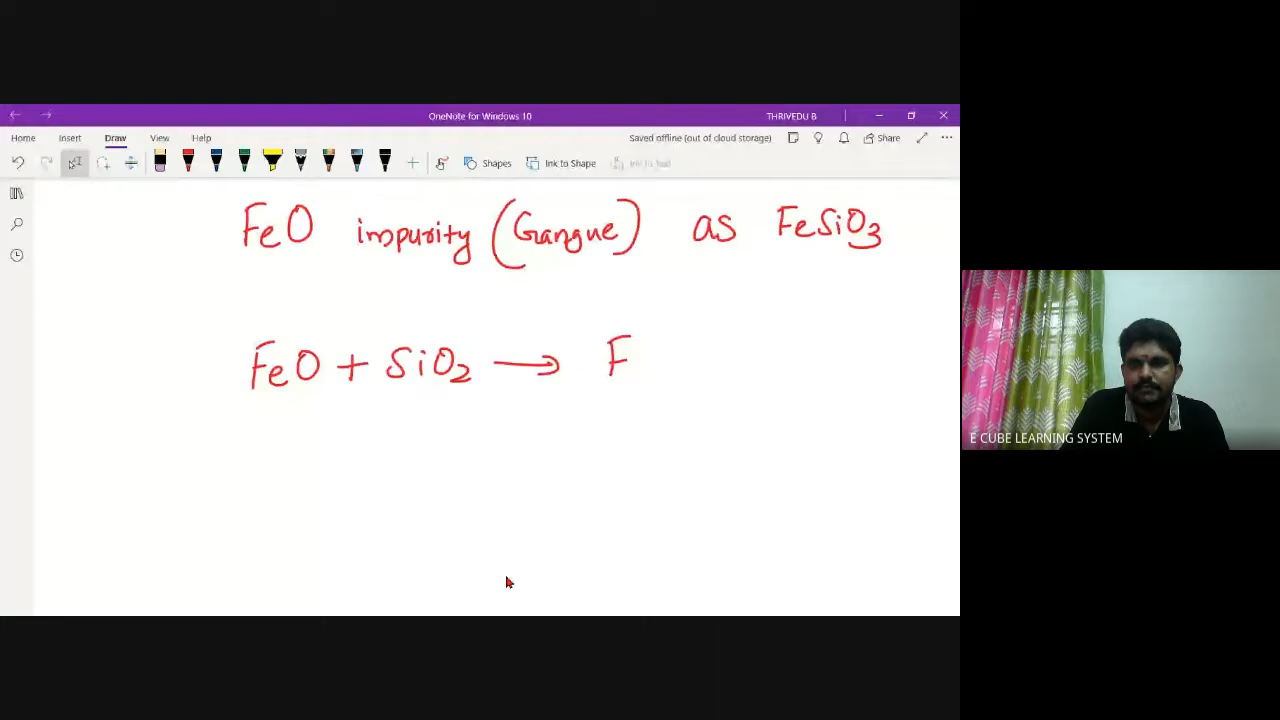 OneNote for Windows 10
THRIVEDU B
Home Insert Draw View Help
Saved offline (out of cloud storage)
Share
Shapes
Ink to Shape
FeO impurity (Gangue) as FeSiO3
FeO + SiO2 → F
E CUBE LEARNING SYSTEM